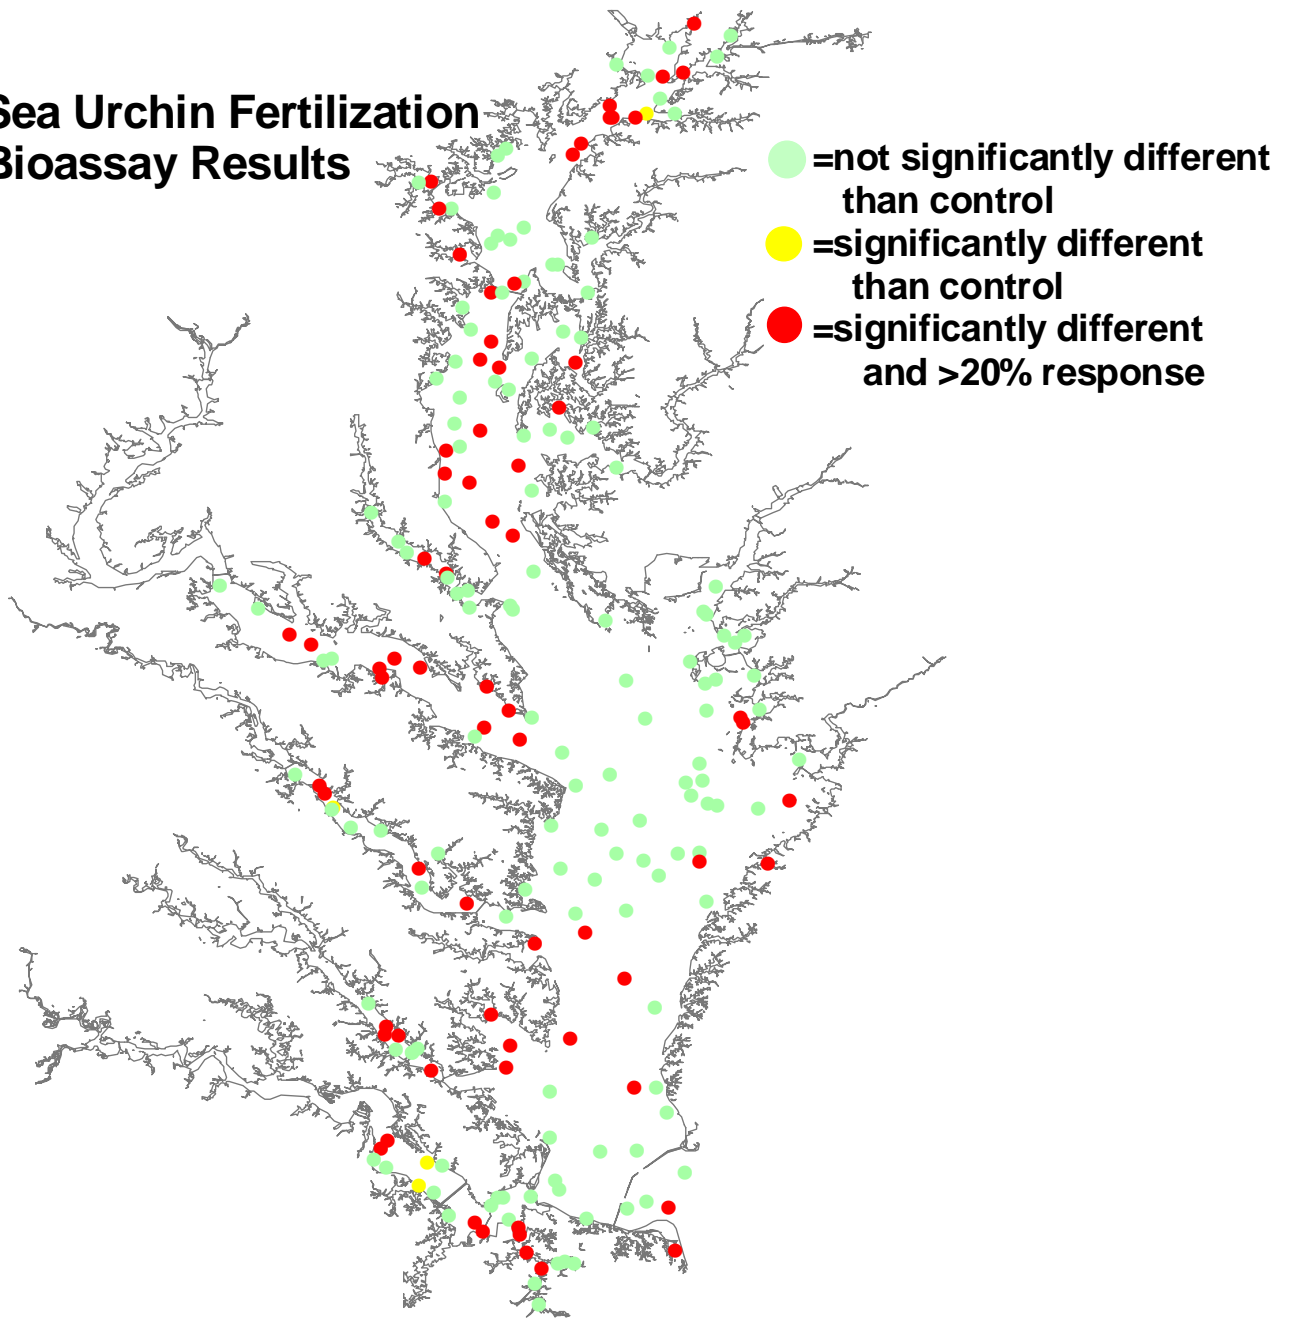 Sea Urchin Fertilization
Bioassay Results
=not significantly different
than control
=significantly different
than control
=significantly different
and >20% response